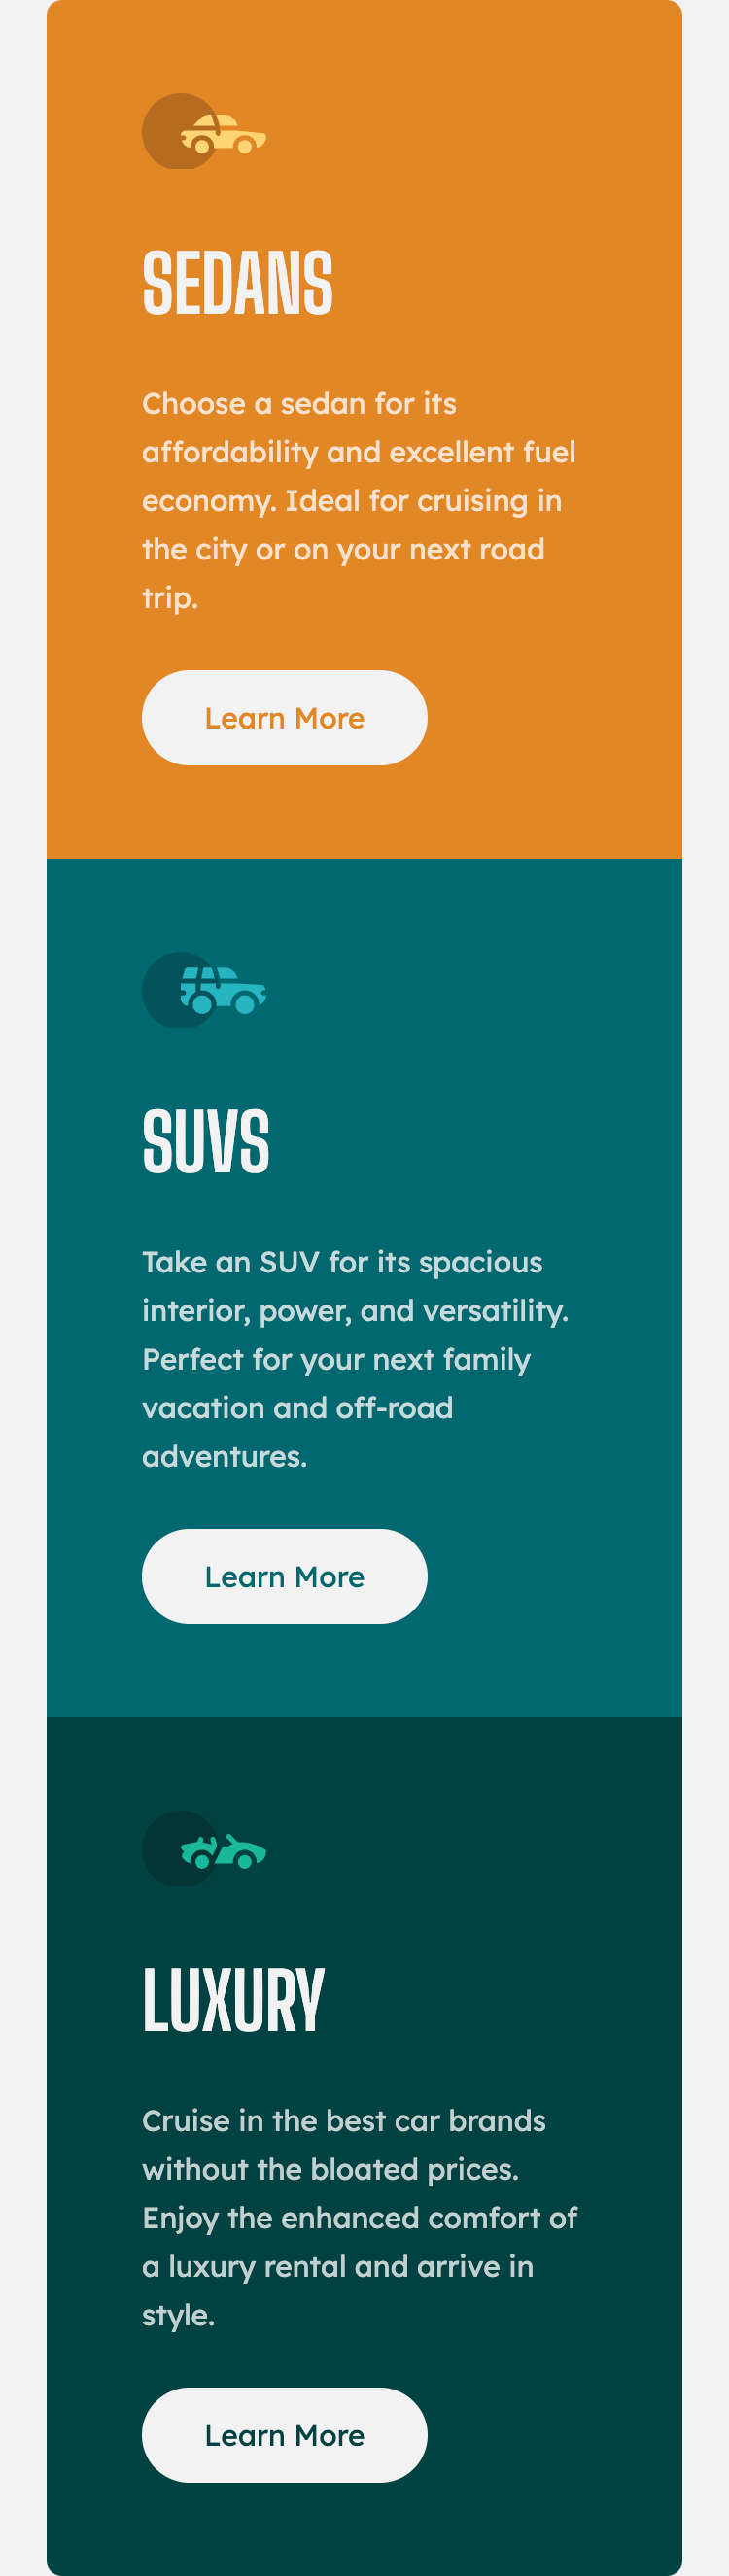 SEDANS
Choose a sedan for its
affordability and excellent fuel
economy. Ideal for cruising in
the city or on your next road
trip.
Learn More
SUVS
Take an SUV for its spacious
interior, power, and versatility.
Perfect for your next family
vacation and off-road
adventures.
Learn More
LUXURY
Cruise in the best car brands
without the bloated prices.
Enjoy the enhanced comfort of
a luxury rental and arrive in
style.
Learn More